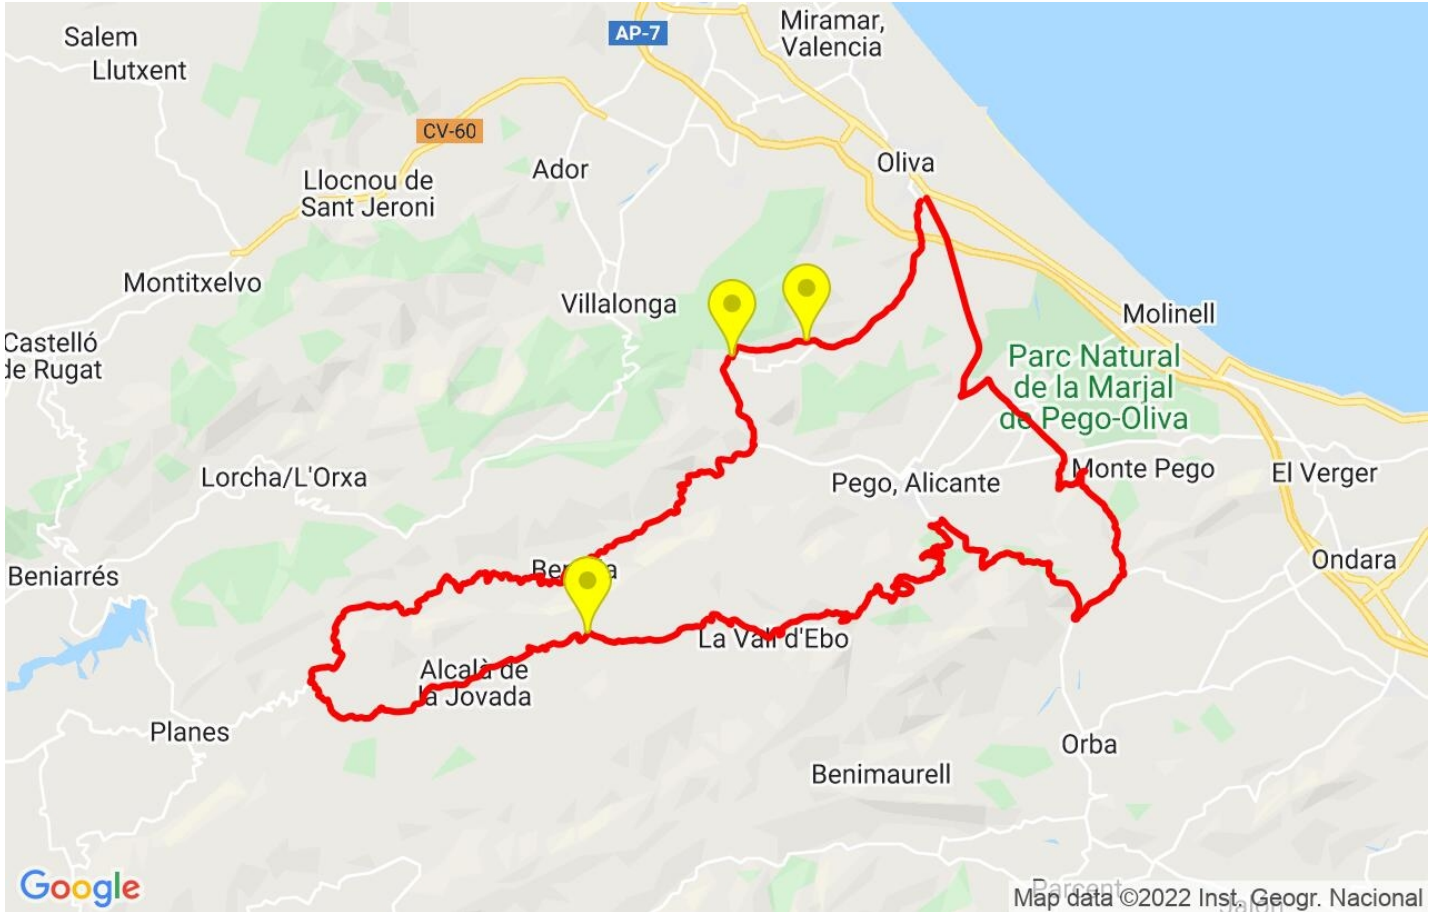 Salem
Llutxent
AP-7
Miramar,
Valencia
CV-60
Ador
Oliva
Llocnou de
Sant Jeroni
Montitxelvo
Villalonga
Molinell
Castelló
de Rugat
Parc Natural
de la Marjal
de Pego-Oliva
Lorcha/L'Orxa
Pego, Alicante
Monte Pego
El Verger
Beniarrés
Ondara
La Vall d'Ebo
Alcalà de
la Jovada
Planes
Orba
Benimaurell
Parcent
Google
Map data ©2022 Inst. Geogr. Nacional